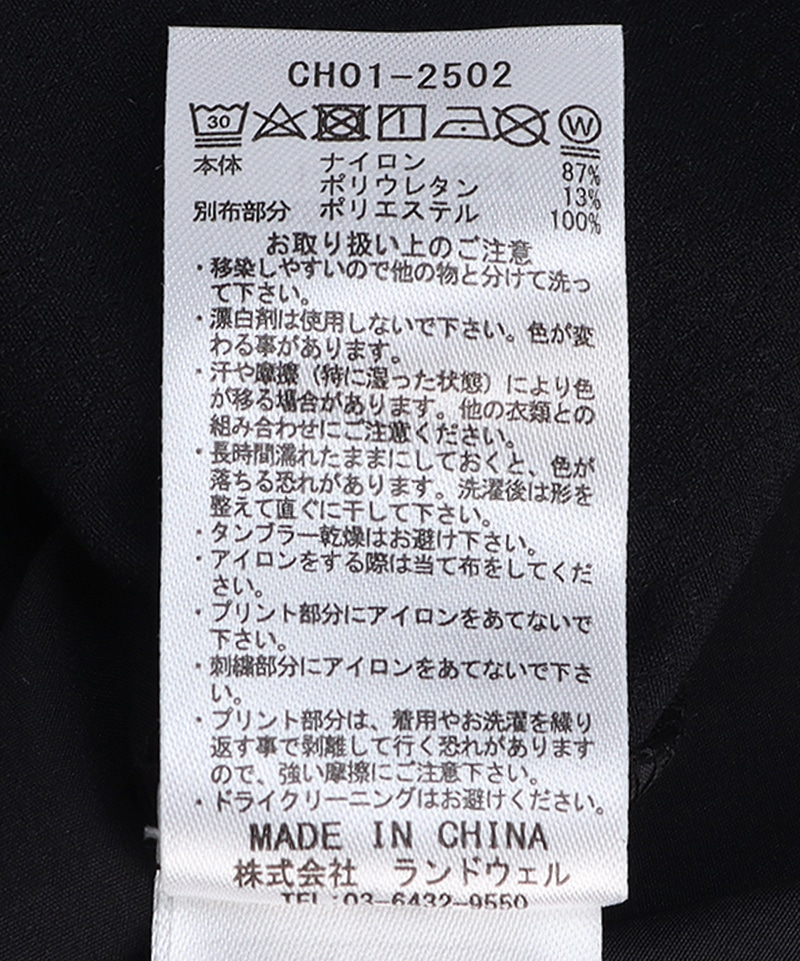 CH01-2502
30 W
本体 ナイロン 87%
ポリウレタン 13%
別布部分 ポリエステル 100%
お取り扱い上のご注意
・移染しやすいので他の物と分けて洗っ
て下さい。
・漂白剤は使用しないで下さい。色が変
わる事があります。
・汗や摩擦（特に湿った状態）により色
が移る場合があります。他の衣類との
組み合わせにご注意ください。
・長時間濡れたままにしておくと、色が
落ちる恐れがあります。洗濯後は形を
整えて直ぐに干して下さい。
・タンブラー乾燥はお避け下さい。
・アイロンをする際は当て布をしてくだ
さい。
・プリント部分にアイロンをあてないで
下さい。
・刺繍部分にアイロンをあてないで下さ
い。
・プリント部分は、着用やお洗濯を繰り
返す事で剥離して行く恐れがあります
ので、強い摩擦にご注意下さい。
・ドライクリーニングはお避けください。
MADE IN CHINA
株式会社 ランドウェル
TEL:03-6432-9550